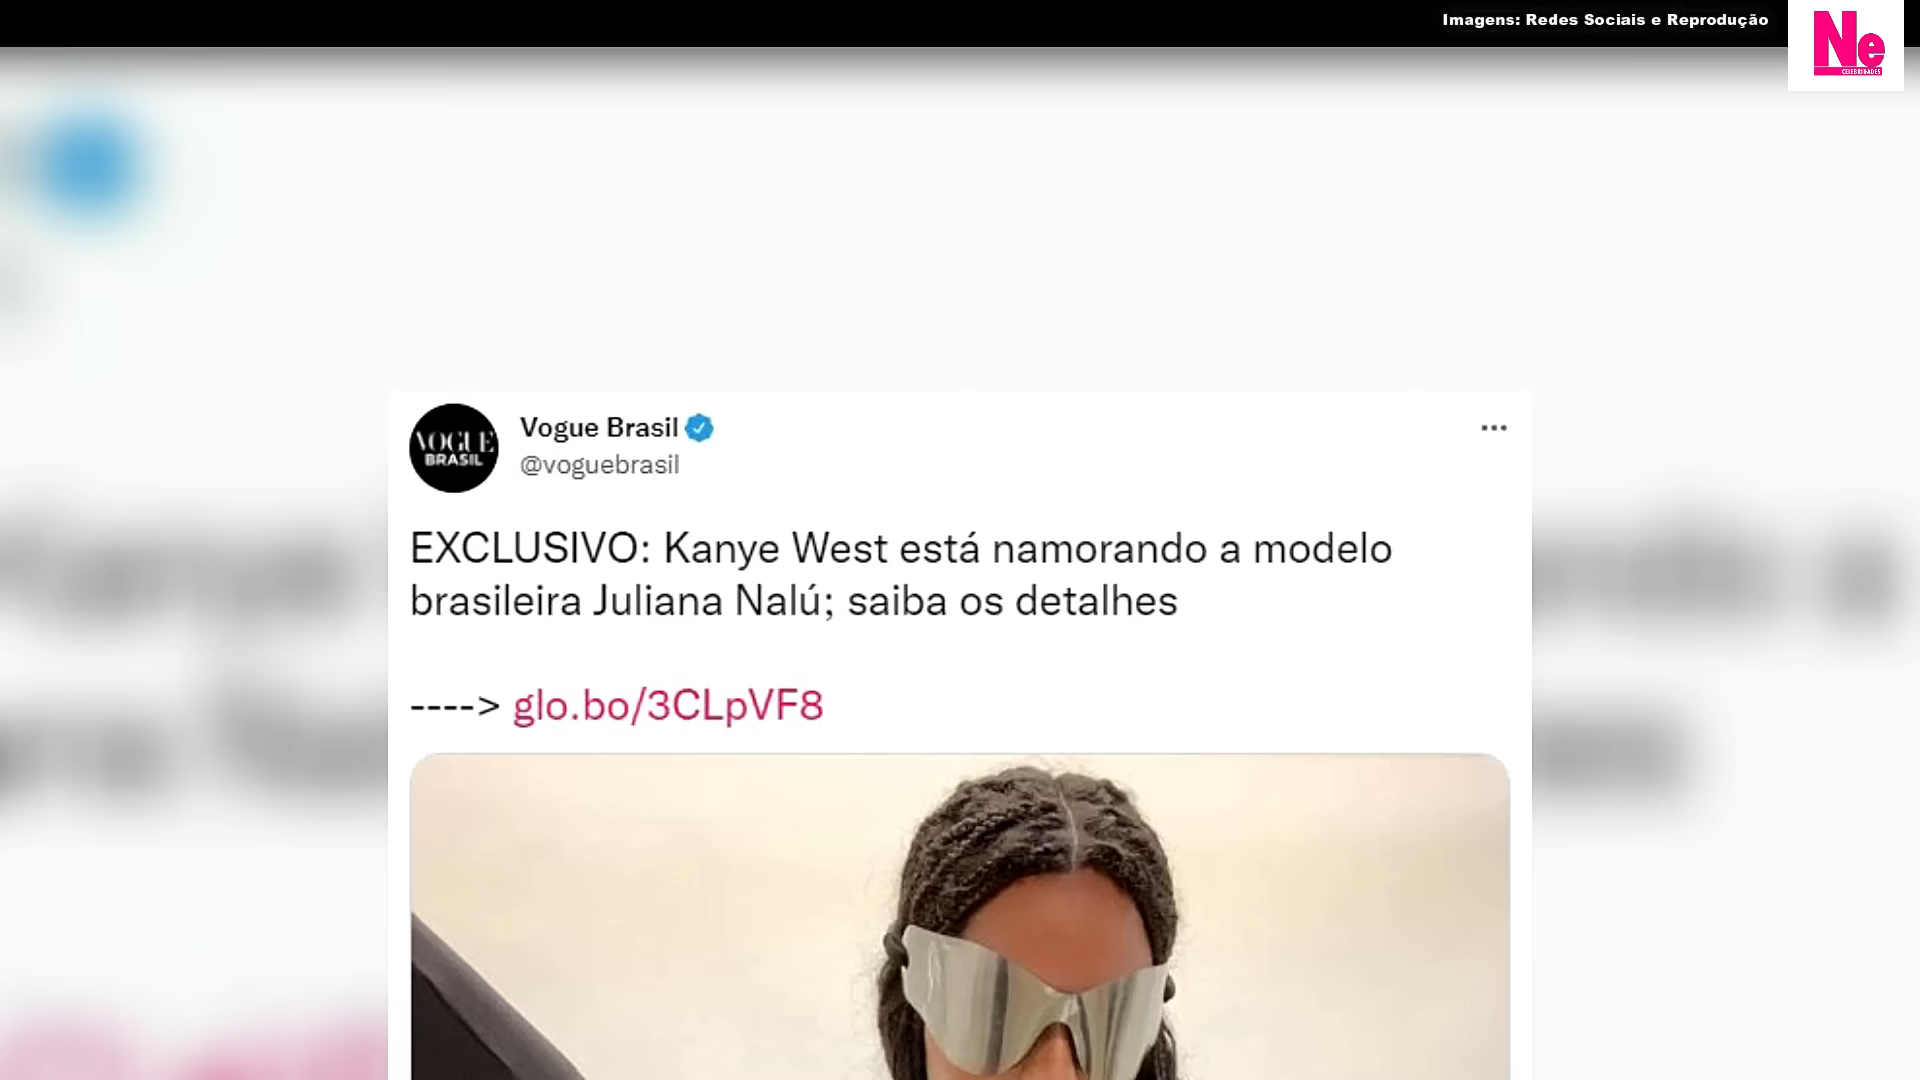 Imagens: Redes Sociais e Reprodução
Ne
CELEBRIDADES
VOGUE
BRASIL
Vogue Brasil
@voguebrasil
EXCLUSIVO: Kanye West está namorando a modelo
brasileira Juliana Nalú; saiba os detalhes
----> glo.bo/3CLpVF8